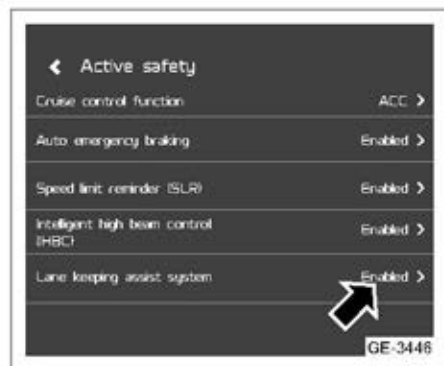 Active safety
Cruise control function ACC
Auto emergency braking Enabled
Speed limit reminder (SLR) Enabled
Intelligent high beam control Enabled
(HBC)
Lane keeping assist system Enabled
GE-3446